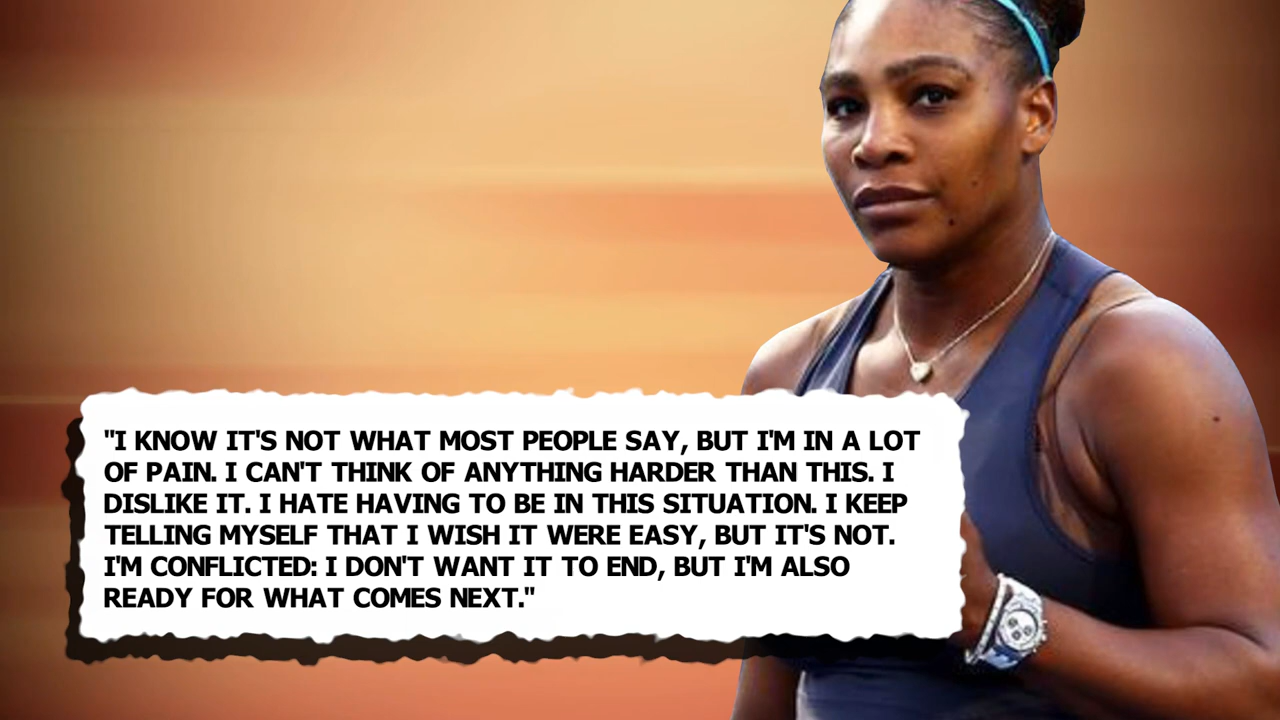 "I KNOW IT'S NOT WHAT MOST PEOPLE SAY, BUT I'M IN A LOT
OF PAIN. I CAN'T THINK OF ANYTHING HARDER THAN THIS. I
DISLIKE IT. I HATE HAVING TO BE IN THIS SITUATION. I KEEP
TELLING MYSELF THAT I WISH IT WERE EASY, BUT IT'S NOT.
I'M CONFLICTED: I DON'T WANT IT TO END, BUT I'M ALSO
READY FOR WHAT COMES NEXT."